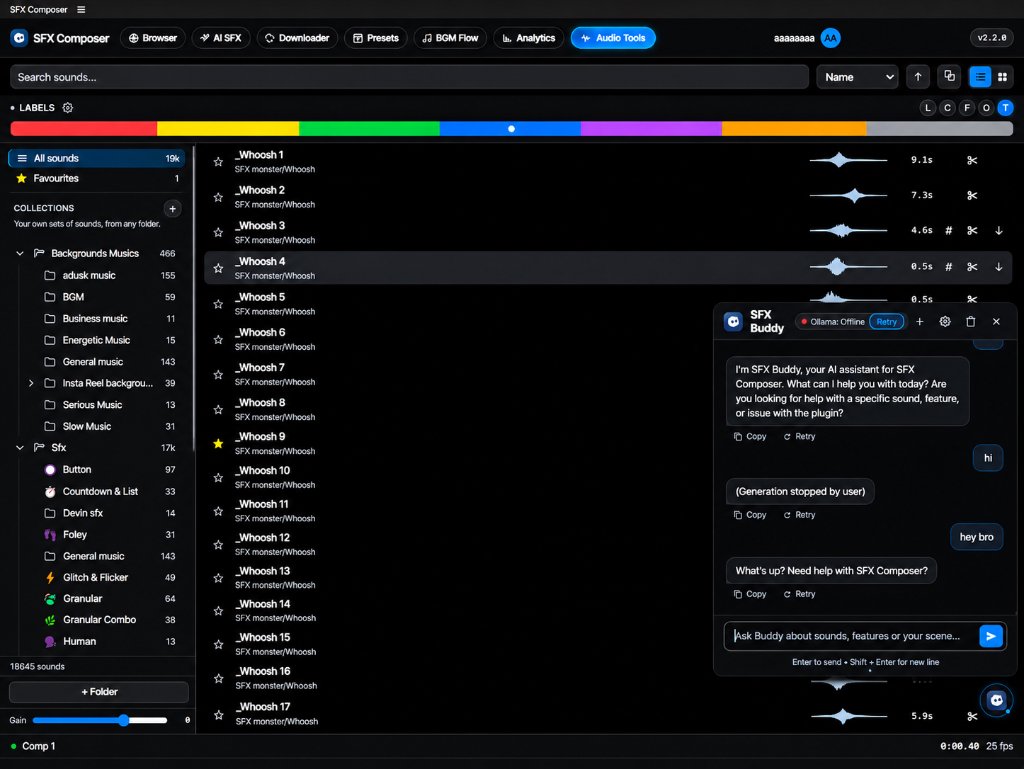 SFX Composer
SFX Composer
Browser
AI SFX
Downloader
Presets
BGM Flow
Analytics
Audio Tools
aaaaaaaa
AA
v2.2.0
Search sounds...
Name
LABELS
L
C
F
O
T
All sounds 19k
Favourites 1
COLLECTIONS
+
Your own sets of sounds, from any folder.
Backgrounds Musics 466
adusk music 155
BGM 59
Business music 11
Energetic Music 15
General music 143
Insta Reel backgrou... 39
Serious Music 13
Slow Music 31
Sfx 17k
Button 97
Countdown & List 33
Devin sfx 14
Foley 31
General music 143
Glitch & Flicker 49
Granular 64
Granular Combo 38
Human 13
18645 sounds
+ Folder
Gain 0
_Whoosh 1
SFX monster/Whoosh
9.1s
_Whoosh 2
SFX monster/Whoosh
7.3s
_Whoosh 3
SFX monster/Whoosh
4.6s #
_Whoosh 4
SFX monster/Whoosh
0.5s #
_Whoosh 5
SFX monster/Whoosh
0.5s
_Whoosh 6
SFX monster/Whoosh
_Whoosh 7
SFX monster/Whoosh
_Whoosh 8
SFX monster/Whoosh
_Whoosh 9
SFX monster/Whoosh
_Whoosh 10
SFX monster/Whoosh
_Whoosh 11
SFX monster/Whoosh
_Whoosh 12
SFX monster/Whoosh
_Whoosh 13
SFX monster/Whoosh
_Whoosh 14
SFX monster/Whoosh
_Whoosh 15
SFX monster/Whoosh
_Whoosh 16
SFX monster/Whoosh
_Whoosh 17
SFX monster/Whoosh
5.9s
SFX
Buddy
Ollama: Offline
Retry
+
I'm SFX Buddy, your AI assistant for SFX
Composer. What can I help you with today? Are
you looking for help with a specific sound, feature,
or issue with the plugin?
Copy Retry
hi
(Generation stopped by user)
Copy Retry
hey bro
What's up? Need help with SFX Composer?
Copy Retry
Ask Buddy about sounds, features or your scene...
Enter to send • Shift + Enter for new line
Comp 1
0:00.40 25 fps